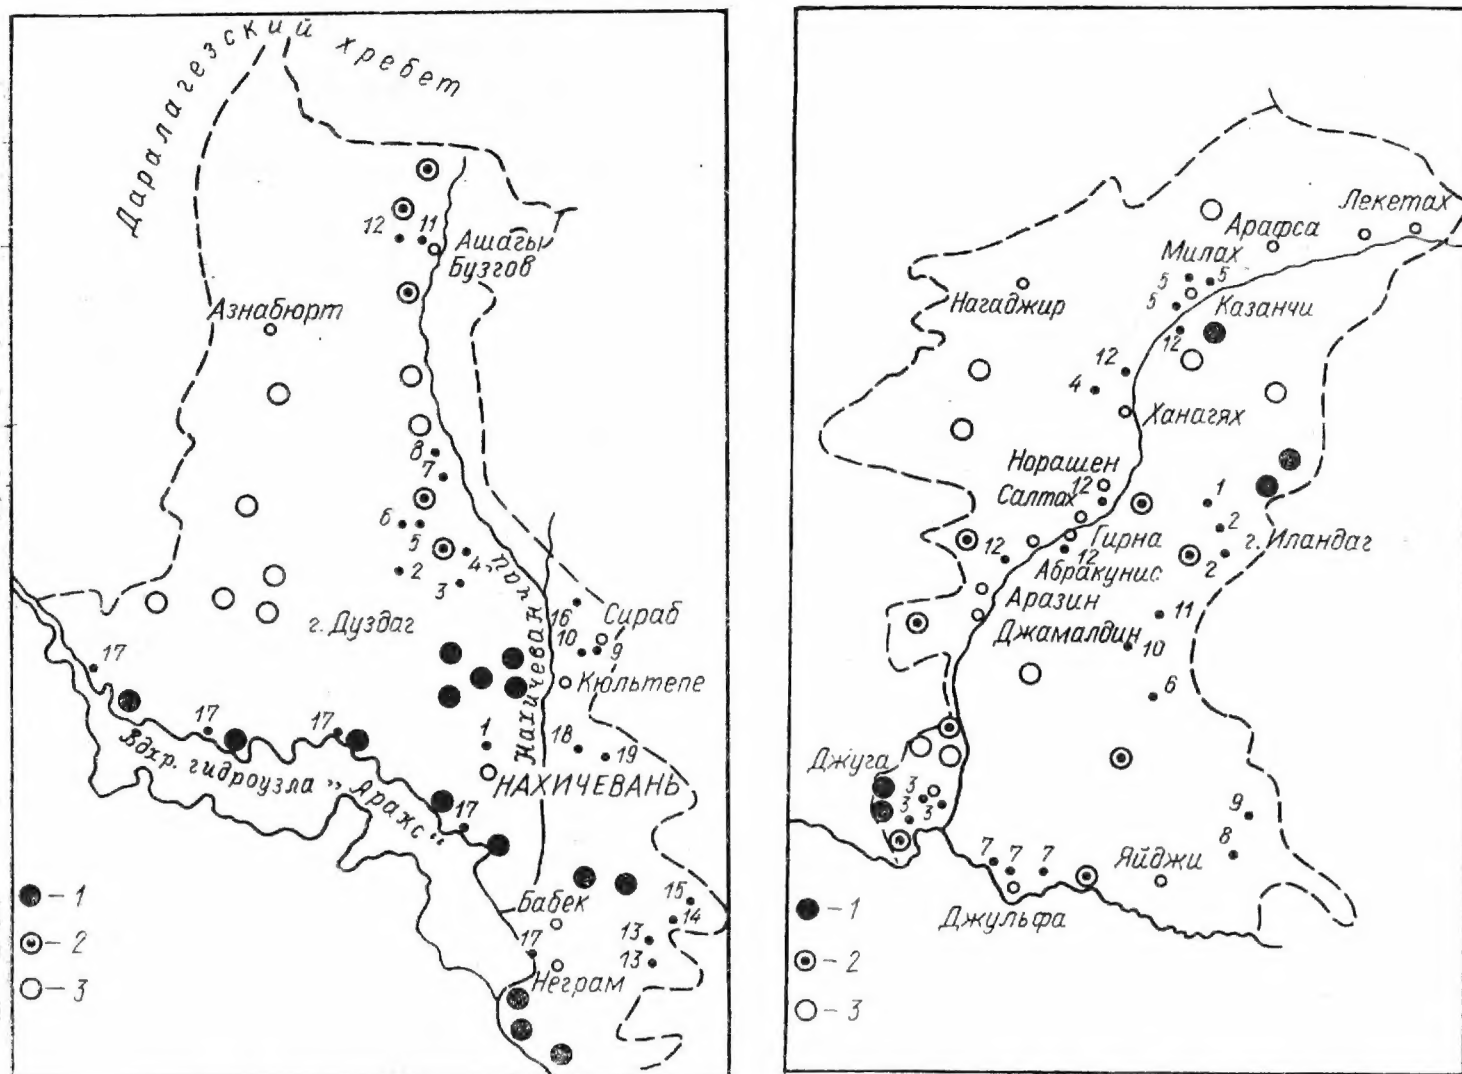 Даралагезский хребет
12
11
Ашагы
Бузгов
Азнабюрт
8
7
6
5
4
2
3
пот.
Нахичеван
16
Сираб
10
9
г. Дуздаг
Кюльтепе
17
17
17
1
18
19
НАХИЧЕВАНЬ
Вдхр. гидроузла „Аракс“
17
Бабек
15
14
13
13
17
Неграм
1
2
3
Лекетах
Арафса
Милах
5
5
5
Нагаджир
Казанчи
12
12
4
Ханагях
Норашен
12
Салтах
1
2
г. Иландаг
2
Гирна
12
12
Абракунис
Аразин
11
Джамалдин
10
6
Джуга
3
3
3
9
8
7
7
7
Яйджи
Джульфа
1
2
3